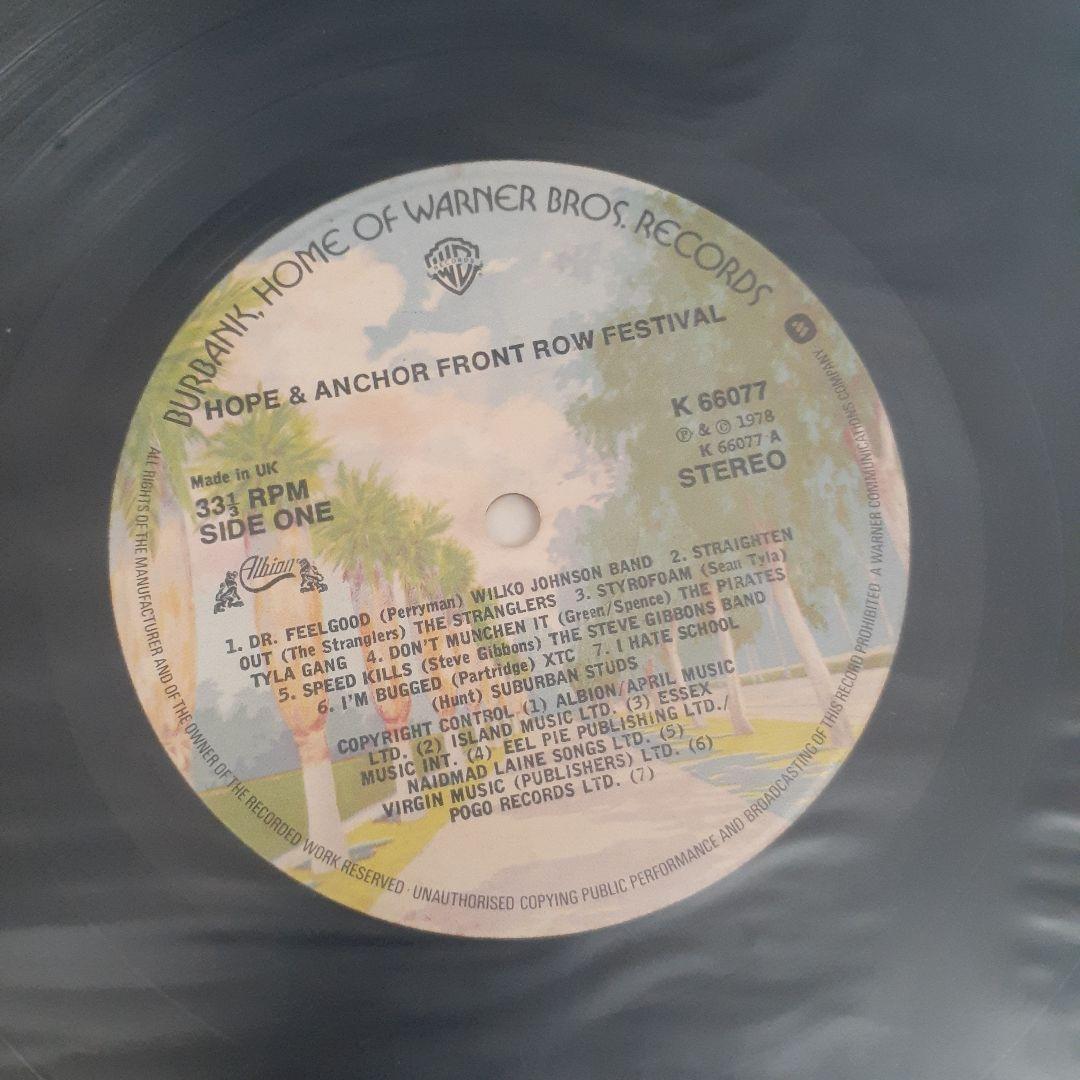 BURBANK, HOME OF WARNER BROS. RECORDS
WB
RECORDS
HOPE & ANCHOR FRONT ROW FESTIVAL
K 66077
℗ & © 1978
K 66077 A
STEREO
Made in UK
33⅓ RPM
SIDE ONE
Albion
1. DR. FEELGOOD (Perryman) WILKO JOHNSON BAND 2. STRAIGHTEN
OUT (The Stranglers) THE STRANGLERS 3. STYROFOAM (Sean Tyla)
TYLA GANG 4. DON'T MUNCHEN IT (Green/Spence) THE PIRATES
5. SPEED KILLS (Steve Gibbons) THE STEVE GIBBONS BAND
6. I'M BUGGED (Partridge) XTC 7. I HATE SCHOOL
(Hunt) SUBURBAN STUDS
COPYRIGHT CONTROL (1) ALBION/APRIL MUSIC
LTD. (2) ISLAND MUSIC LTD. (3) ESSEX
MUSIC INT. (4) EEL PIE PUBLISHING LTD./
NAIDMAD LAINE SONGS LTD. (5)
VIRGIN MUSIC (PUBLISHERS) LTD. (6)
POGO RECORDS LTD. (7)
ALL RIGHTS OF THE MANUFACTURER AND OF THE OWNER OF THE RECORDED WORK RESERVED · UNAUTHORISED COPYING PUBLIC PERFORMANCE AND BROADCASTING OF THIS RECORD PROHIBITED A WARNER COMMUNICATIONS COMPANY